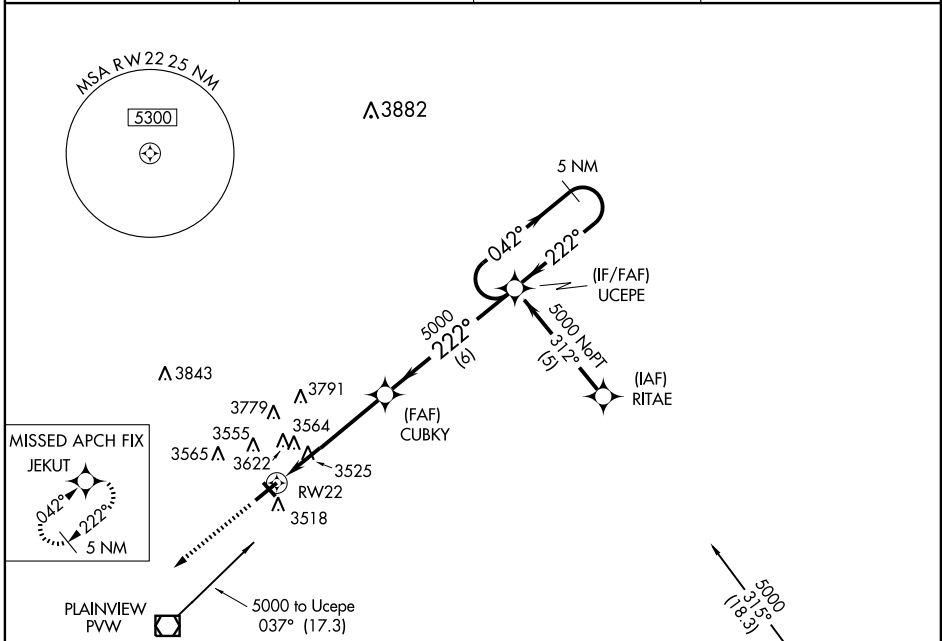 MSA RW22 25 NM
5300
3882
5 NM
042°
222°
(IF/FAF)
UCEPE
5000
222°
(6)
5000 NoPT
312°
(5)
(IAF)
RITAE
3843
3791
3779
(FAF)
CUBKY
3564
3555
3565
3622
3525
RW22
3518
MISSED APCH FIX
JEKUT
042°
222°
5 NM
PLAINVIEW
PVW
5000 to Ucepe
037° (17.3)
5000
315°
(18.3)